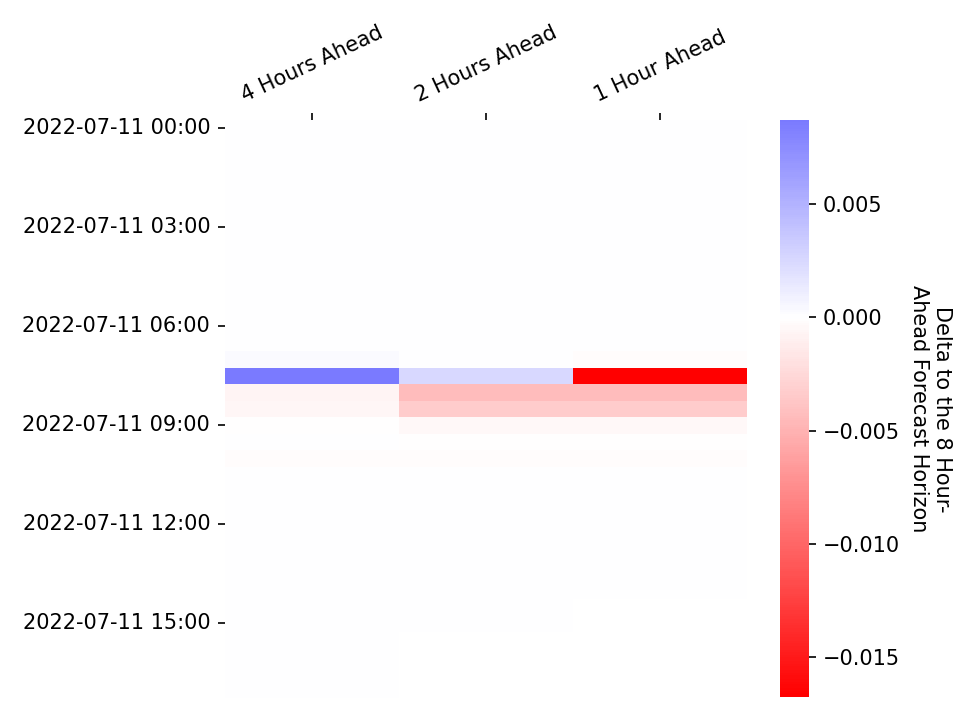 4 Hours Ahead
2 Hours Ahead
1 Hour Ahead
2022-07-11 00:00
2022-07-11 03:00
2022-07-11 06:00
2022-07-11 09:00
2022-07-11 12:00
2022-07-11 15:00
0.005
0.000
−0.005
−0.010
−0.015
Delta to the 8 Hour-
Ahead Forecast Horizon